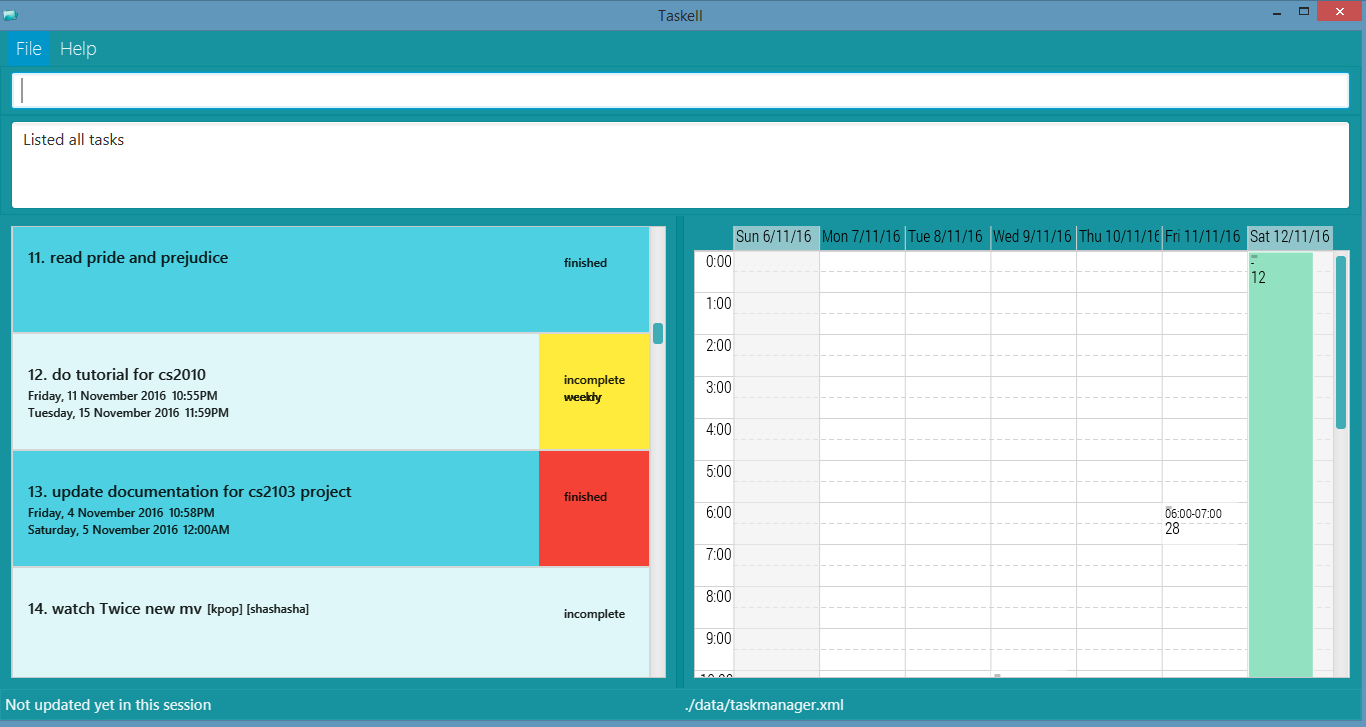 Taskell
File Help
Listed all tasks
11. read pride and prejudice
finished
12. do tutorial for cs2010
Friday, 11 November 2016 10:55PM
Tuesday, 15 November 2016 11:59PM
incomplete
weekly
13. update documentation for cs2103 project
Friday, 4 November 2016 10:58PM
Saturday, 5 November 2016 12:00AM
finished
14. watch Twice new mv [kpop] [shashasha]
incomplete
Sun 6/11/16 Mon 7/11/16 Tue 8/11/16 Wed 9/11/16 Thu 10/11/16 Fri 11/11/16 Sat 12/11/16
0:00
-
12
1:00
2:00
3:00
4:00
5:00
6:00
06:00-07:00
28
7:00
8:00
9:00
10:00
Not updated yet in this session
./data/taskmanager.xml